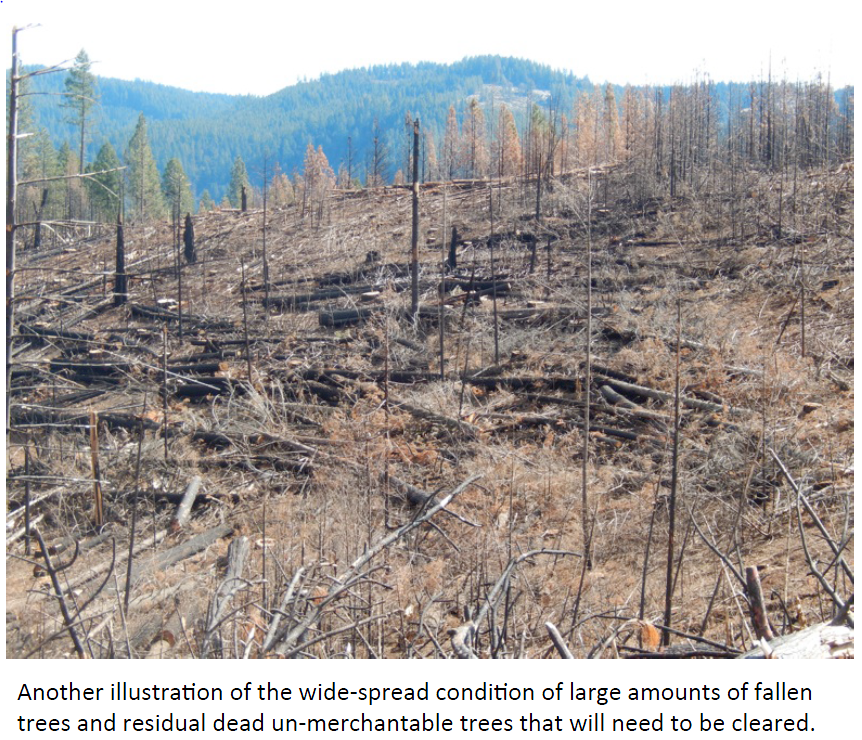 Another illustration of the wide-spread condition of large amounts of fallen
trees and residual dead un-merchantable trees that will need to be cleared.